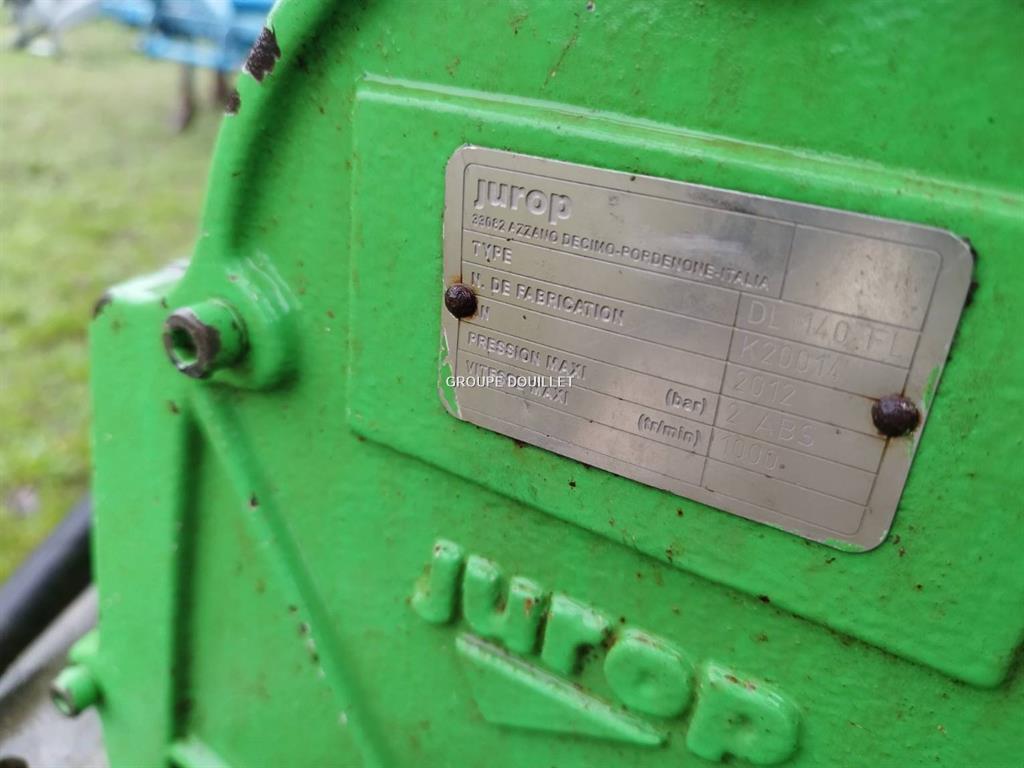 jurop
33082 AZZANO DECIMO-PORDENONE-ITALIA
TYPE DL 140 FL
N. DE FABRICATION K20014
AN 2012
PRESSION MAXI (bar) 2 ABS
VITESSE MAXI (tr/min) 1000
GROUPE DOUILLET
jurop